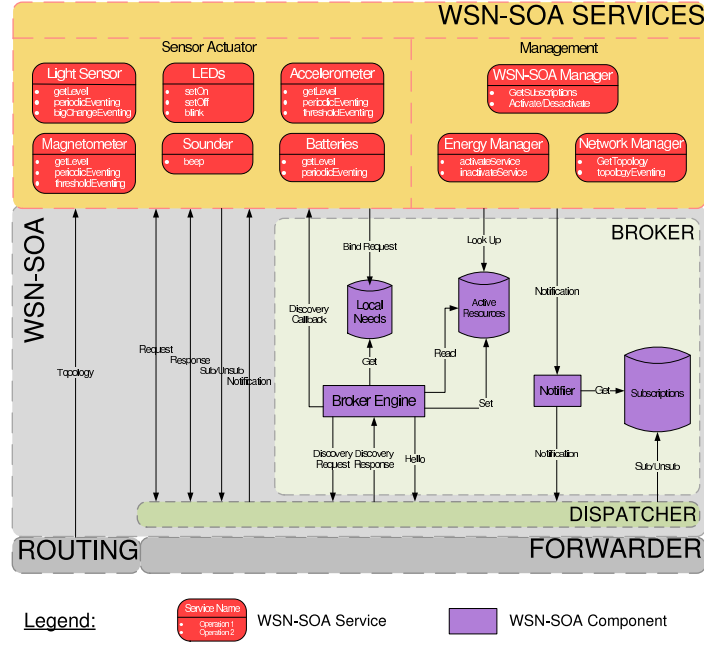 WSN-SOA SERVICES
Sensor Actuator
Management
Light Sensor
getLevel
periodicEventing
bigChangeEventing
LEDs
setOn
setOff
blink
Accelerometer
getLevel
periodicEventing
thresholdEventing
WSN-SOA Manager
GetSubscriptions
Activate/Desactivate
Magnetometer
getLevel
periodicEventing
thresholdEventing
Sounder
beep
Batteries
getLevel
periodicEventing
Energy Manager
activateService
inactivateService
Network Manager
GetTopology
topologyEventing
WSN-SOA
BROKER
Bind Request
Look Up
Local
Needs
Active
Resources
Discovery
Callback
Notification
Topology
Request
Response
Sub/Unsub
Notification
Get
Read
Broker Engine
Set
Notifier
Get
Subscriptions
Discovery
Request
Discovery
Response
Hello
Notification
Sub/Unsub
DISPATCHER
ROUTING
FORWARDER
Legend:
Service Name
Operation 1
Operation 2
WSN-SOA Service
WSN-SOA Component